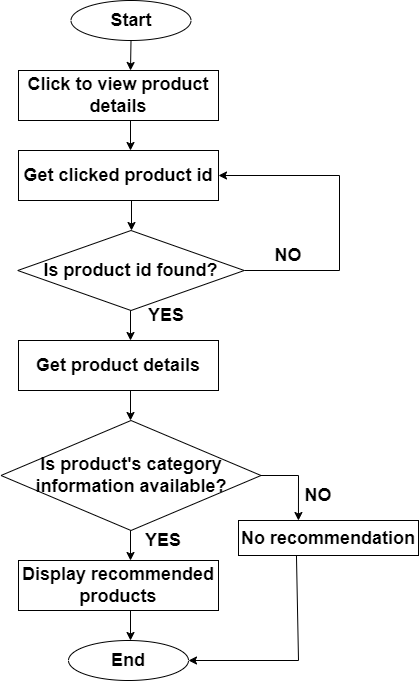 Start
Click to view product
details
Get clicked product id
Is product id found?
NO
YES
Get product details
Is product's category
information available?
NO
YES
No recommendation
Display recommended
products
End